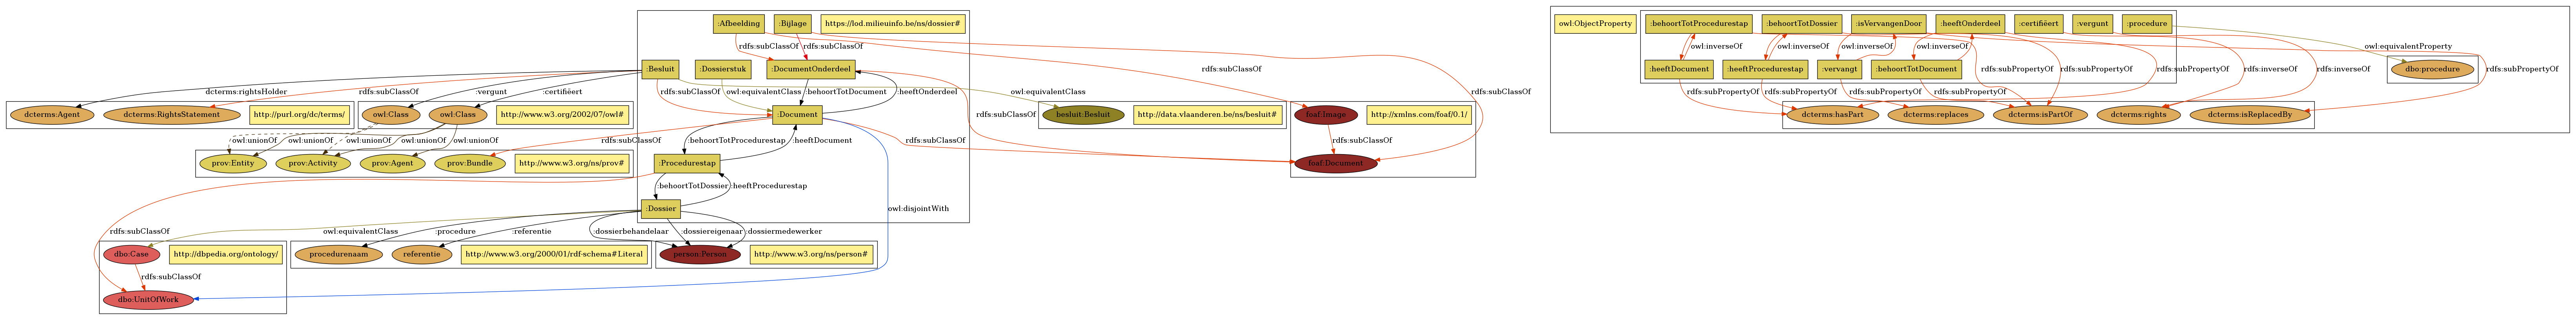 :Afbeelding
:Bijlage
https://lod.milieuinfo.be/ns/dossier#
rdfs:subClassOf
rdfs:subClassOf
:Besluit
:Dossierstuk
:DocumentOnderdeel
rdfs:subClassOf
dcterms:rightsHolder
rdfs:subClassOf
:vergunt
:certifiëert
rdfs:subClassOf
owl:equivalentClass
:behoortTotDocument
:heeftOnderdeel
owl:equivalentClass
rdfs:subClassOf
dcterms:Agent
dcterms:RightsStatement
http://purl.org/dc/terms/
owl:Class
owl:Class
http://www.w3.org/2002/07/owl#
:Document
rdfs:subClassOf
besluit:Besluit
http://data.vlaanderen.be/ns/besluit#
foaf:Image
http://xmlns.com/foaf/0.1/
owl:unionOf
owl:unionOf
owl:unionOf
owl:unionOf
rdfs:subClassOf
:behoortTotProcedurestap
:heeftDocument
rdfs:subClassOf
rdfs:subClassOf
prov:Entity
prov:Activity
prov:Agent
prov:Bundle
http://www.w3.org/ns/prov#
:Procedurestap
foaf:Document
:behoortTotDossier
:heeftProcedurestap
:Dossier
owl:disjointWith
rdfs:subClassOf
owl:equivalentClass
:procedure
:referentie
:dossierbehandelaar
:dossiereigenaar
dossiermedewerker
dbo:Case
http://dbpedia.org/ontology/
procedurenaam
referentie
http://www.w3.org/2000/01/rdf-schema#Literal
person:Person
http://www.w3.org/ns/person#
rdfs:subClassOf
dbo:UnitOfWork
owl:ObjectProperty
:behoortTotProcedurestap
:behoortTotDossier
:isVervangenDoor
:heeftOnderdeel
:certifiëert
:vergunt
:procedure
owl:inverseOf
owl:inverseOf
owl:inverseOf
owl:inverseOf
owl:equivalentProperty
:heeftDocument
:heeftProcedurestap
:vervangt
:behoortTotDocument
rdfs:subPropertyOf
rdfs:subPropertyOf
rdfs:subPropertyOf
rdfs:inverseOf
rdfs:inverseOf
dbo:procedure
rdfs:subPropertyOf
rdfs:subPropertyOf
rdfs:subPropertyOf
rdfs:subPropertyOf
rdfs:subPropertyOf
dcterms:hasPart
dcterms:replaces
dcterms:isPartOf
dcterms:rights
dcterms:isReplacedBy